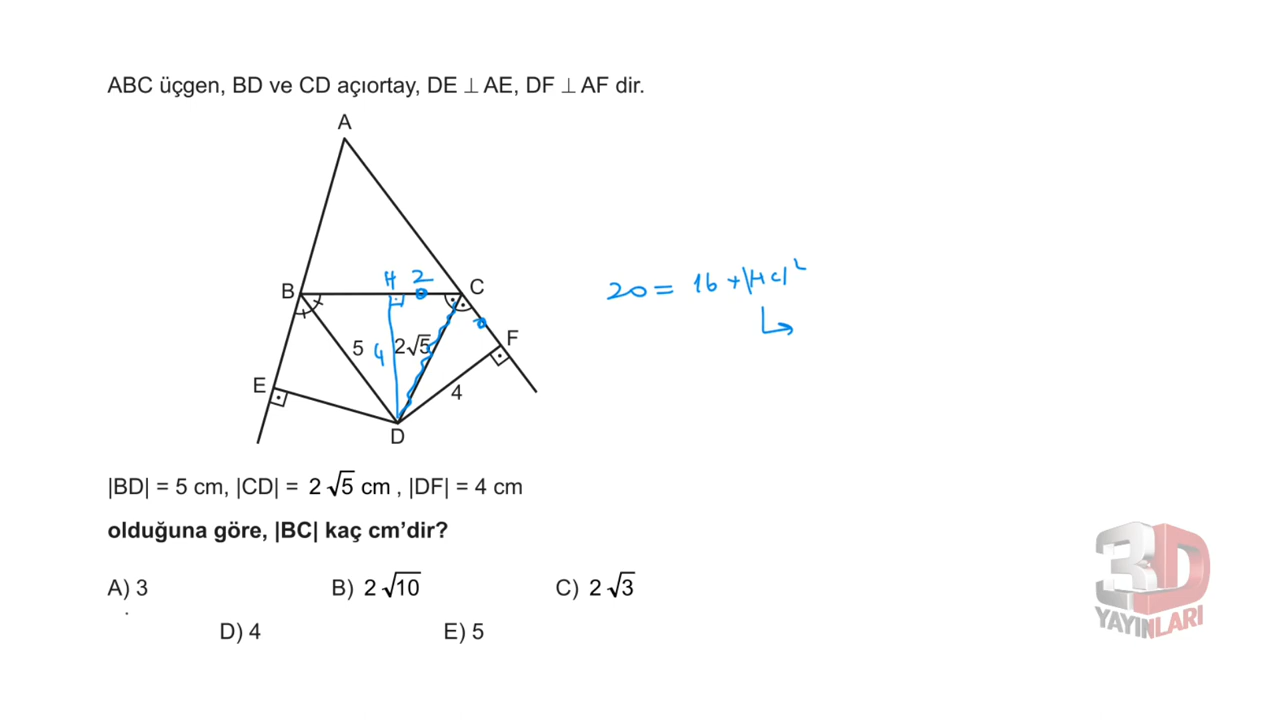 ABC üçgen, BD ve CD açıortay, DE ⊥ AE, DF ⊥ AF dir.
A
H 2
B
C
20 = 16 + |HC|²
5 4 2√5
F
E
4
D
|BD| = 5 cm, |CD| = 2√5 cm , |DF| = 4 cm
olduğuna göre, |BC| kaç cm'dir?
A) 3 B) 2√10 C) 2√3
D) 4 E) 5
3D
YAYINLARI